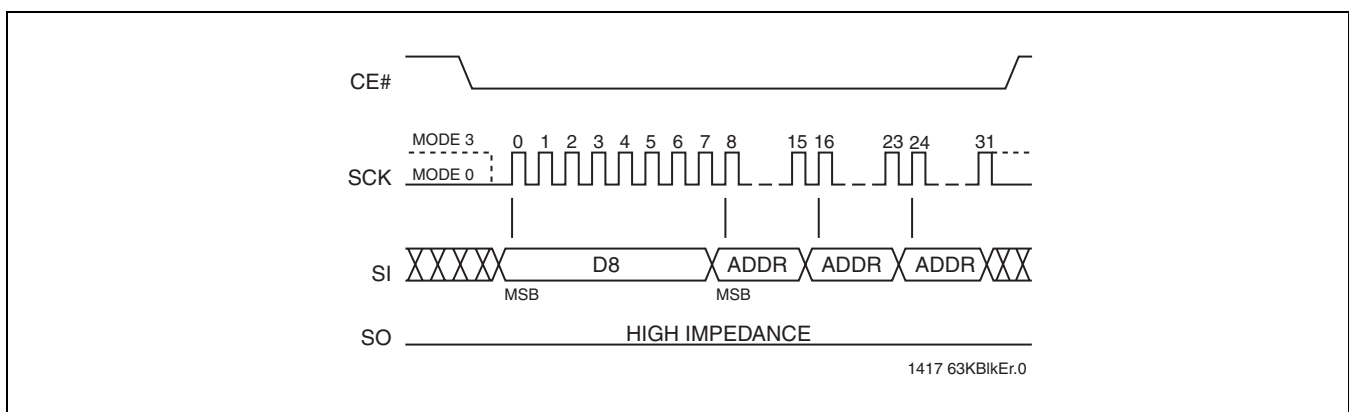 CE#
MODE 3
SCK MODE 0
0 1 2 3 4 5 6 7 8 15 16 23 24 31
SI D8 ADDR ADDR ADDR
MSB MSB
SO HIGH IMPEDANCE
1417 63KBlkEr.0